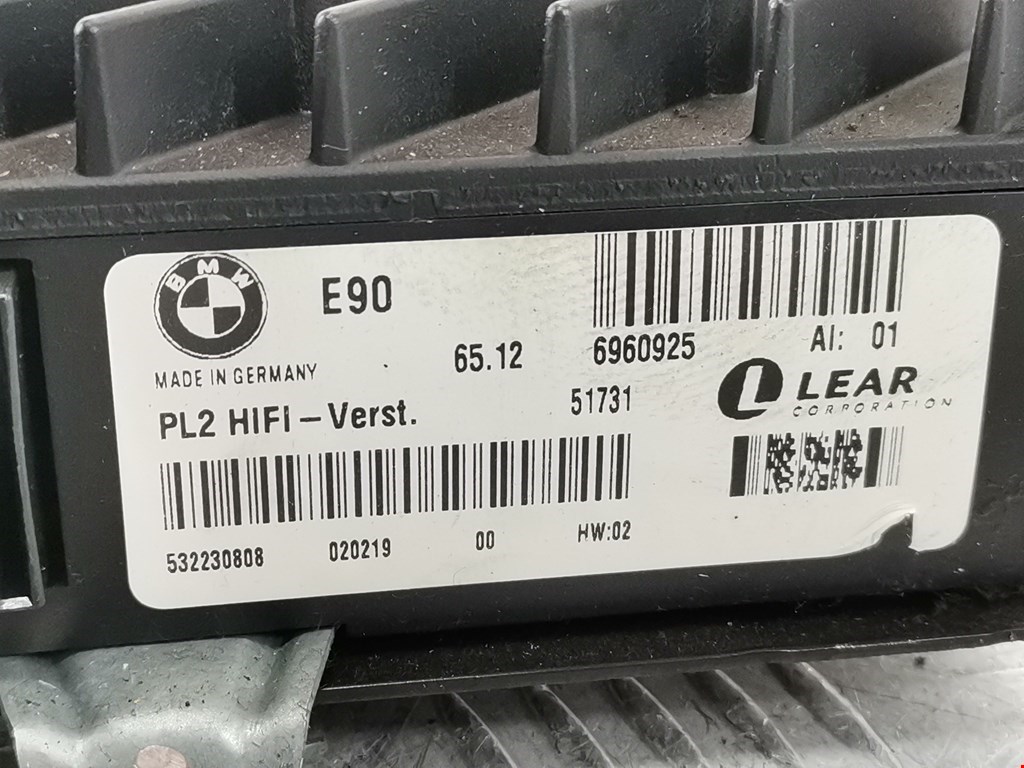 BMW
E90
MADE IN GERMANY
65.12 6960925 AI: 01
PL2 HIFI – Verst. 51731
LEAR
CORPORATION
532230808 020219 00 HW:02